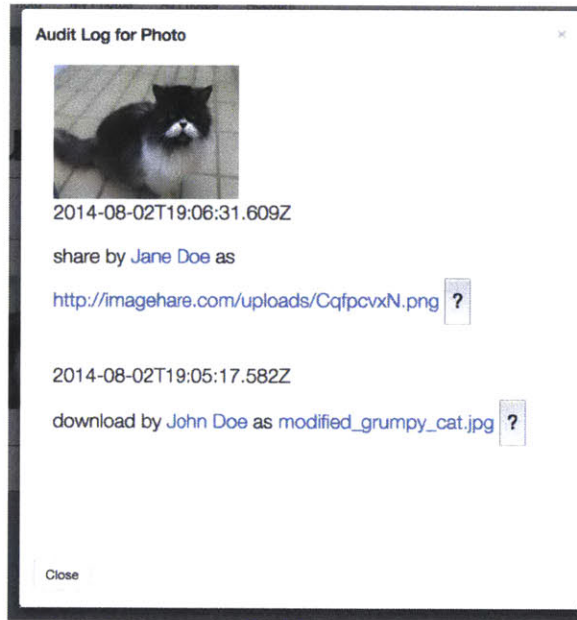 Audit Log for Photo ×
2014-08-02T19:06:31.609Z
share by Jane Doe as
http://imagehare.com/uploads/CqfpcvxN.png ?
2014-08-02T19:05:17.582Z
download by John Doe as modified_grumpy_cat.jpg ?
Close